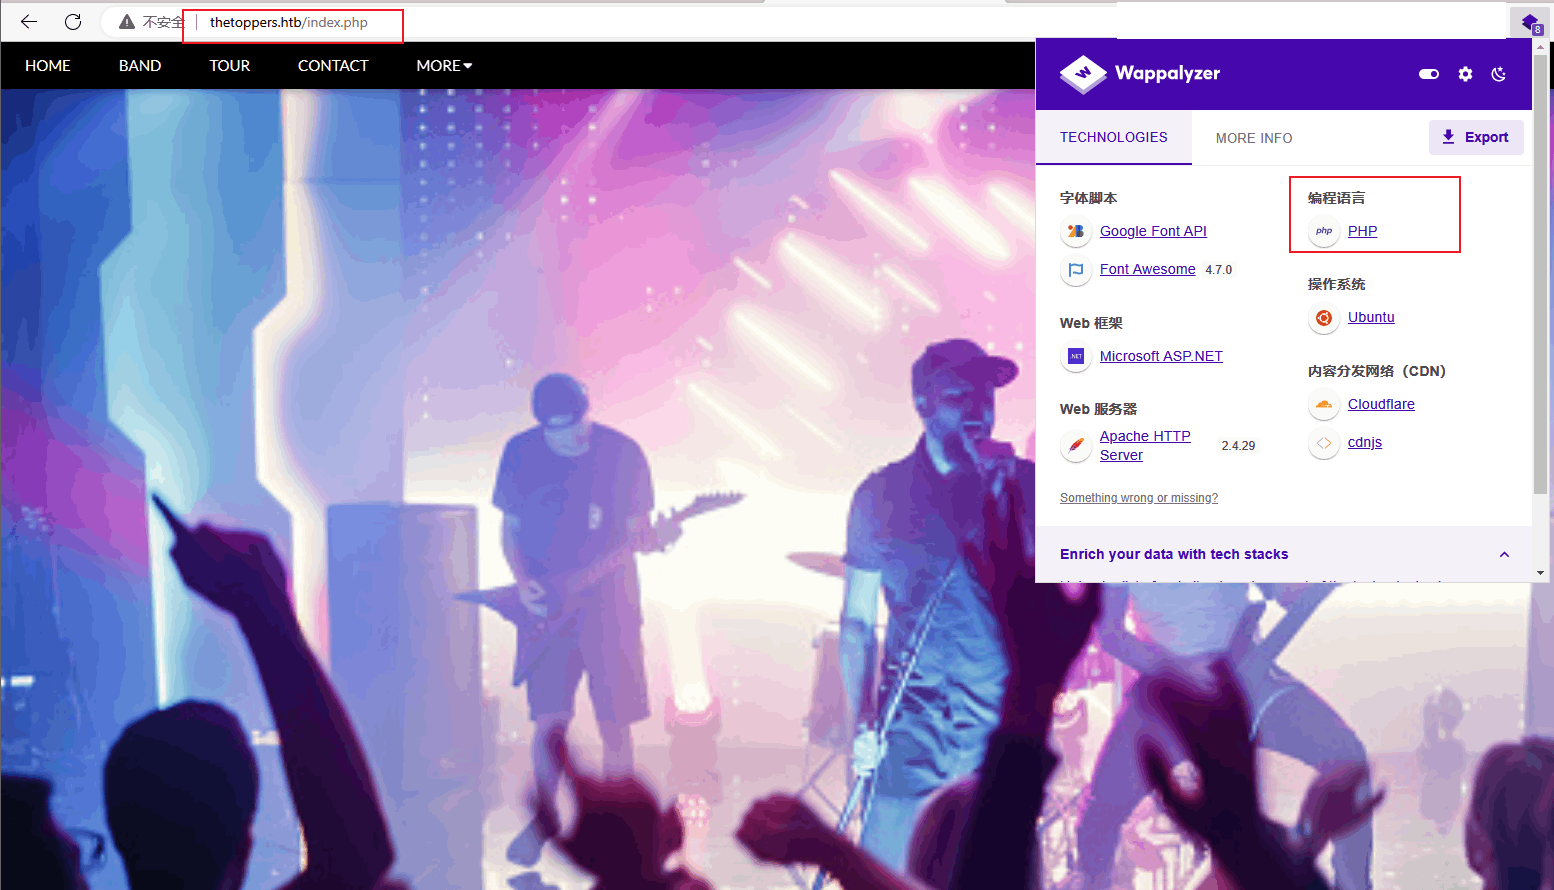 不安全 thetoppers.htb/index.php
8
HOME BAND TOUR CONTACT MORE
Wappalyzer
TECHNOLOGIES MORE INFO Export
字体脚本
Google Font API
Font Awesome 4.7.0
Web 框架
.NET Microsoft ASP.NET
Web 服务器
Apache HTTP
Server 2.4.29
编程语言
php PHP
操作系统
Ubuntu
内容分发网络（CDN）
Cloudflare
cdnjs
Something wrong or missing?
Enrich your data with tech stacks